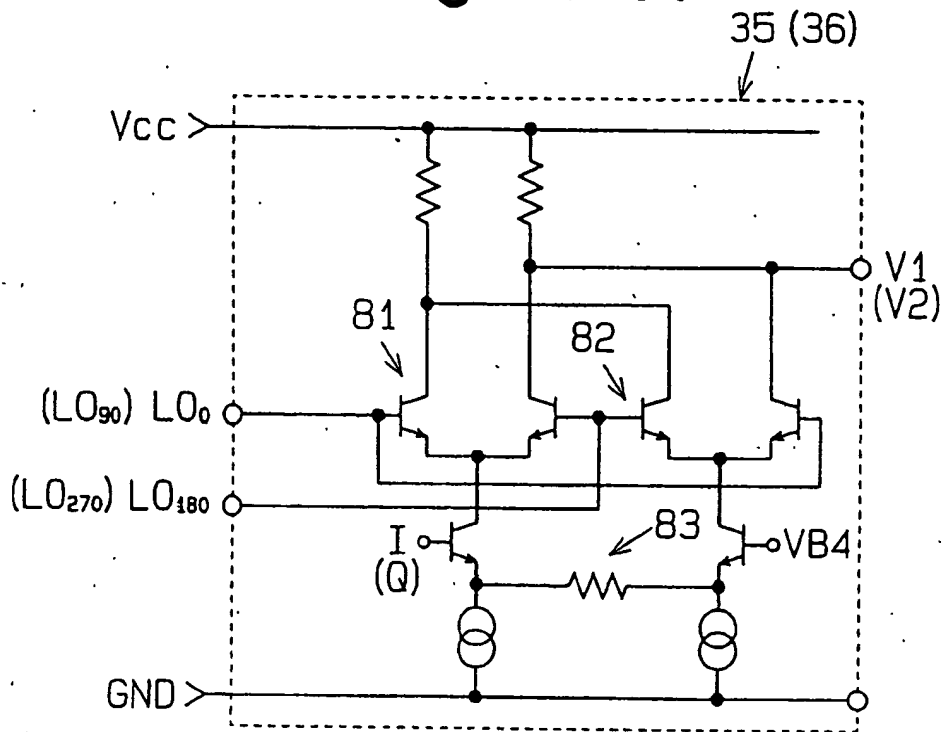 35 (36)
Vcc
V1
(V2)
81
82
(LO₉₀) LO₀
(LO₂₇₀) LO₁₈₀
83
I
(Q)
VB4
GND